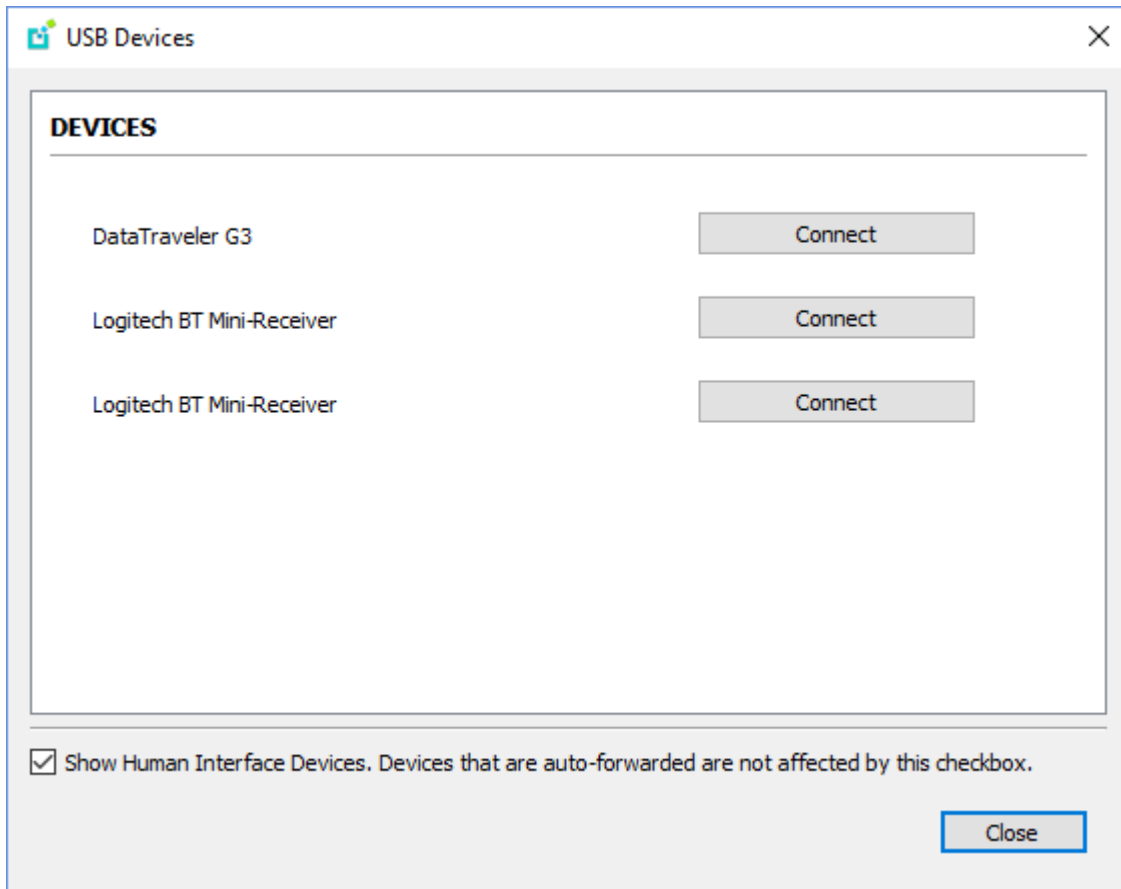 USB Devices
DEVICES
DataTraveler G3 Connect
Logitech BT Mini-Receiver Connect
Logitech BT Mini-Receiver Connect
Show Human Interface Devices. Devices that are auto-forwarded are not affected by this checkbox.
Close